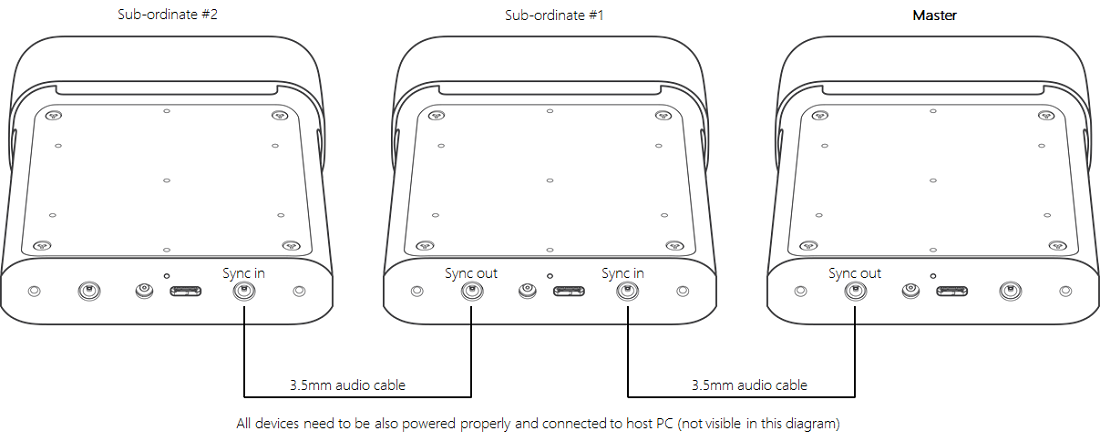 Sub-ordinate #2
Sub-ordinate #1
Master
Sync in
Sync out
Sync in
Sync out
3.5mm audio cable
3.5mm audio cable
All devices need to be also powered properly and connected to host PC (not visible in this diagram)